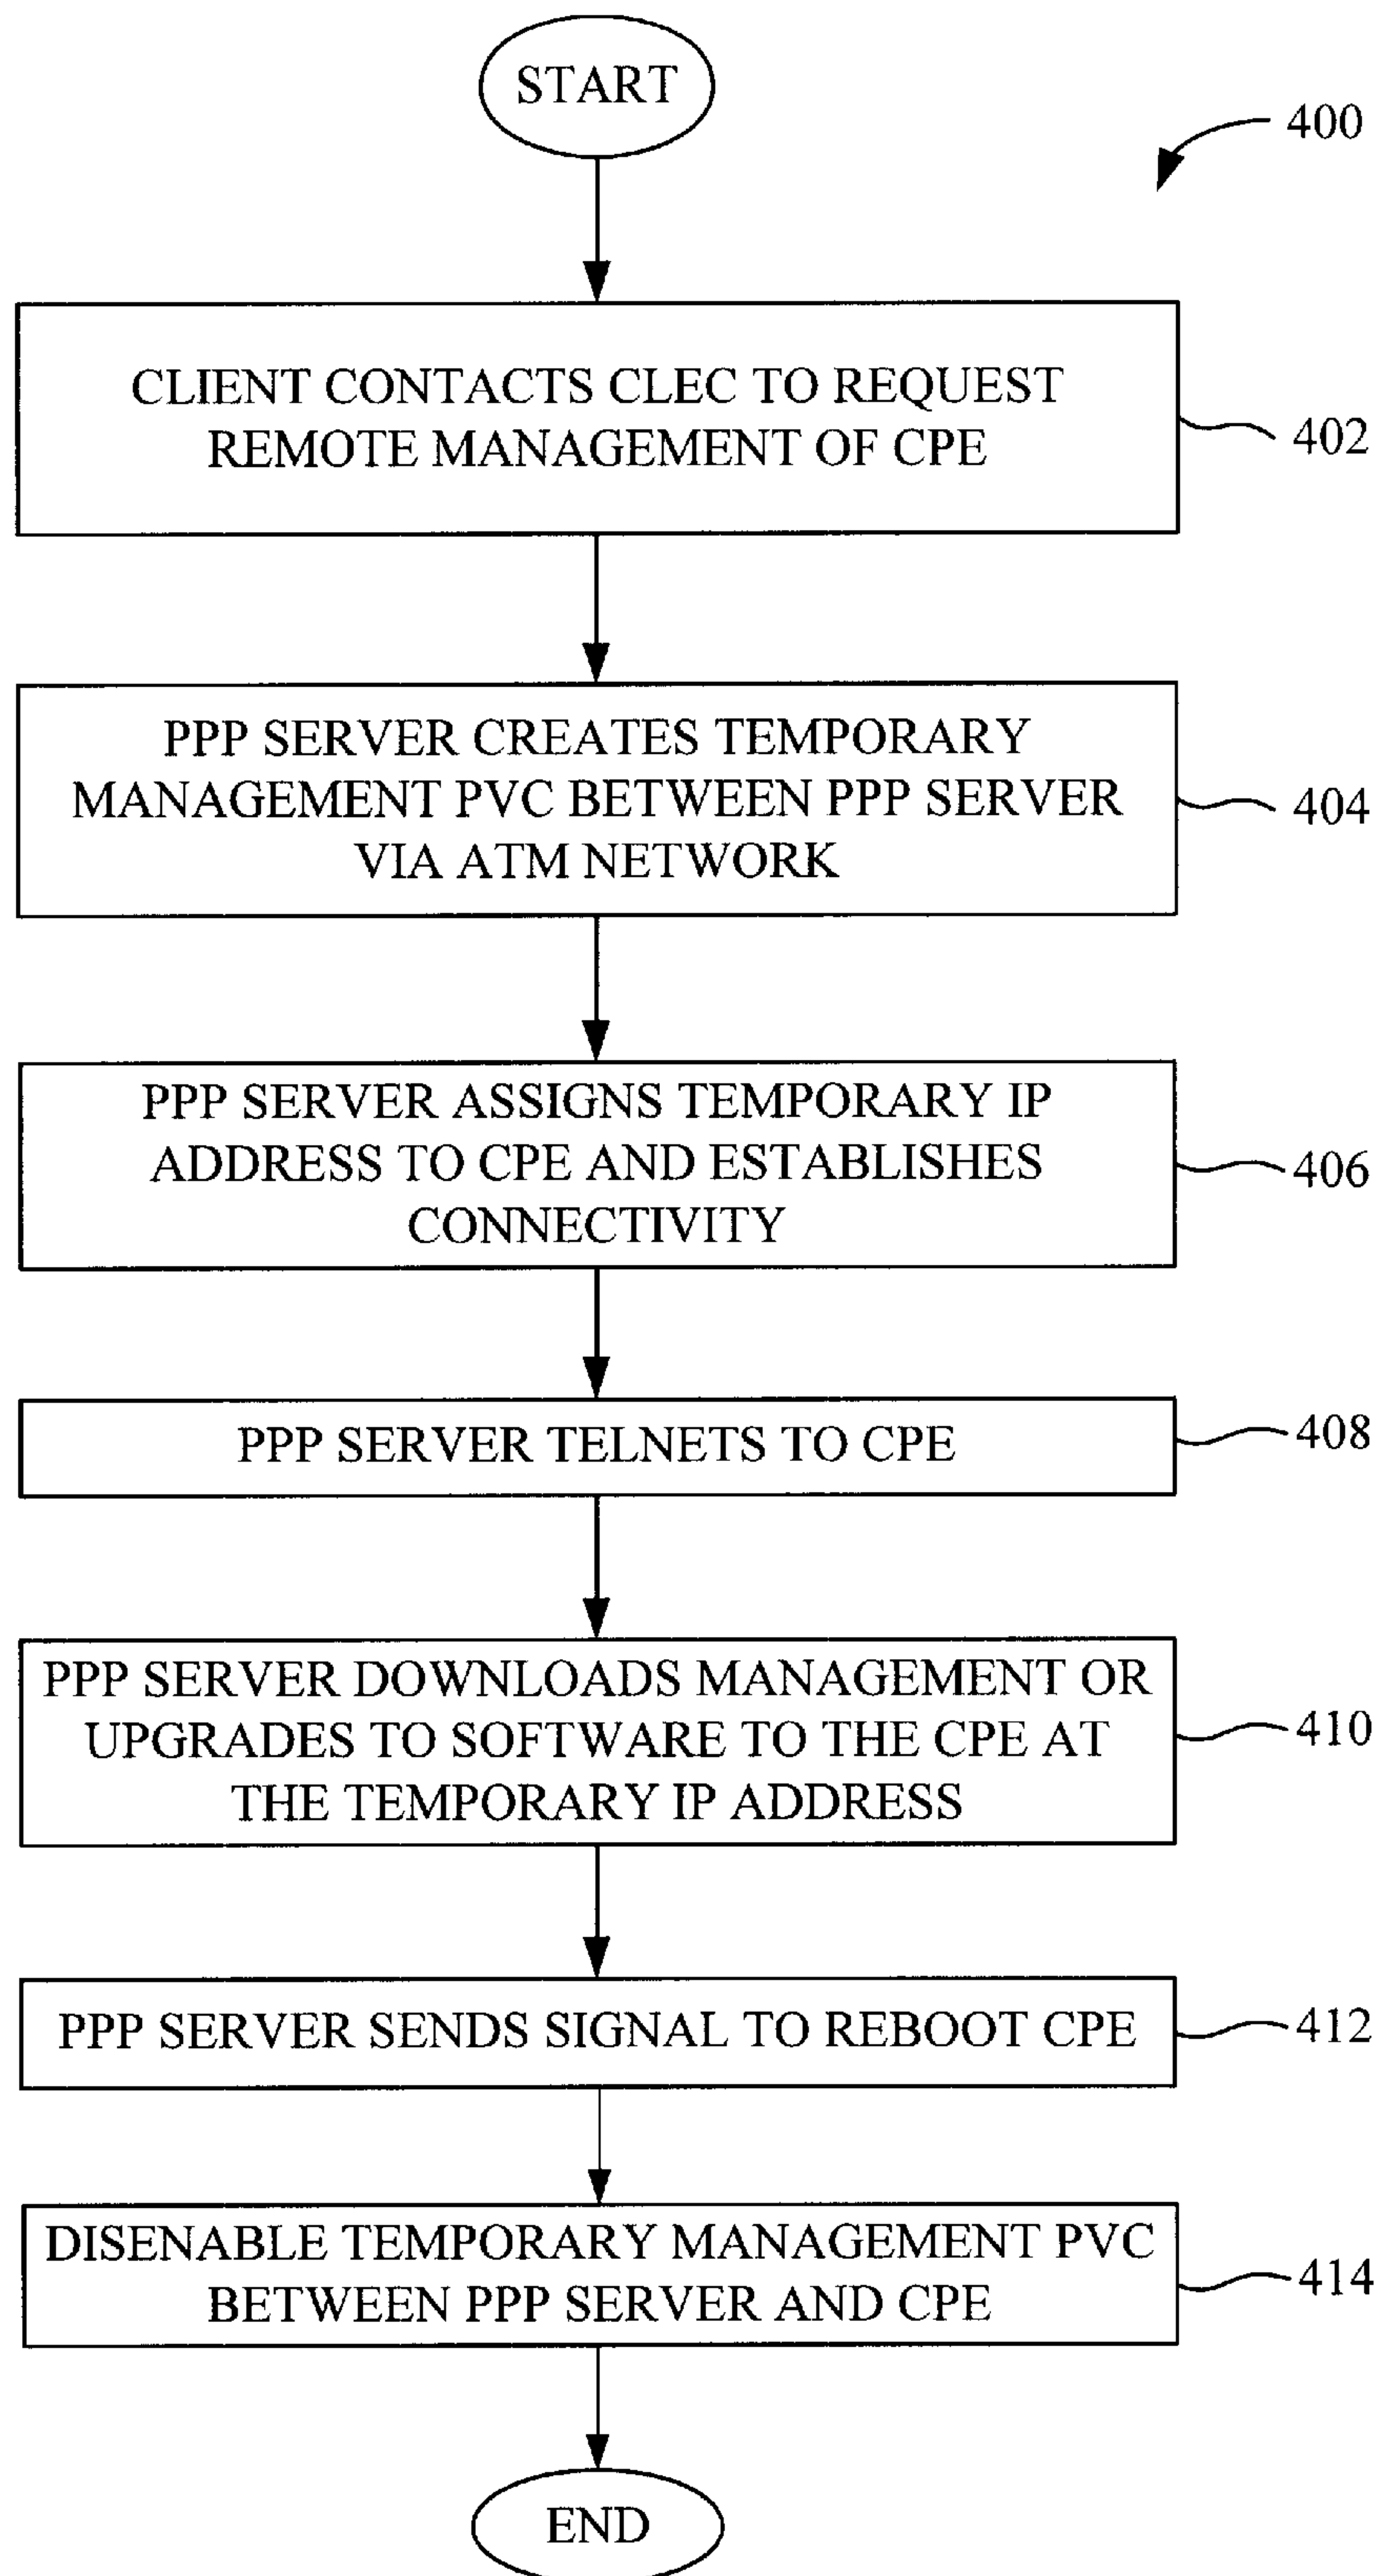 START
400
CLIENT CONTACTS CLEC TO REQUEST
REMOTE MANAGEMENT OF CPE
402
PPP SERVER CREATES TEMPORARY
MANAGEMENT PVC BETWEEN PPP SERVER
VIA ATM NETWORK
404
PPP SERVER ASSIGNS TEMPORARY IP
ADDRESS TO CPE AND ESTABLISHES
CONNECTIVITY
406
PPP SERVER TELNETS TO CPE
408
PPP SERVER DOWNLOADS MANAGEMENT OR
UPGRADES TO SOFTWARE TO THE CPE AT
THE TEMPORARY IP ADDRESS
410
PPP SERVER SENDS SIGNAL TO REBOOT CPE
412
DISENABLE TEMPORARY MANAGEMENT PVC
BETWEEN PPP SERVER AND CPE
414
END